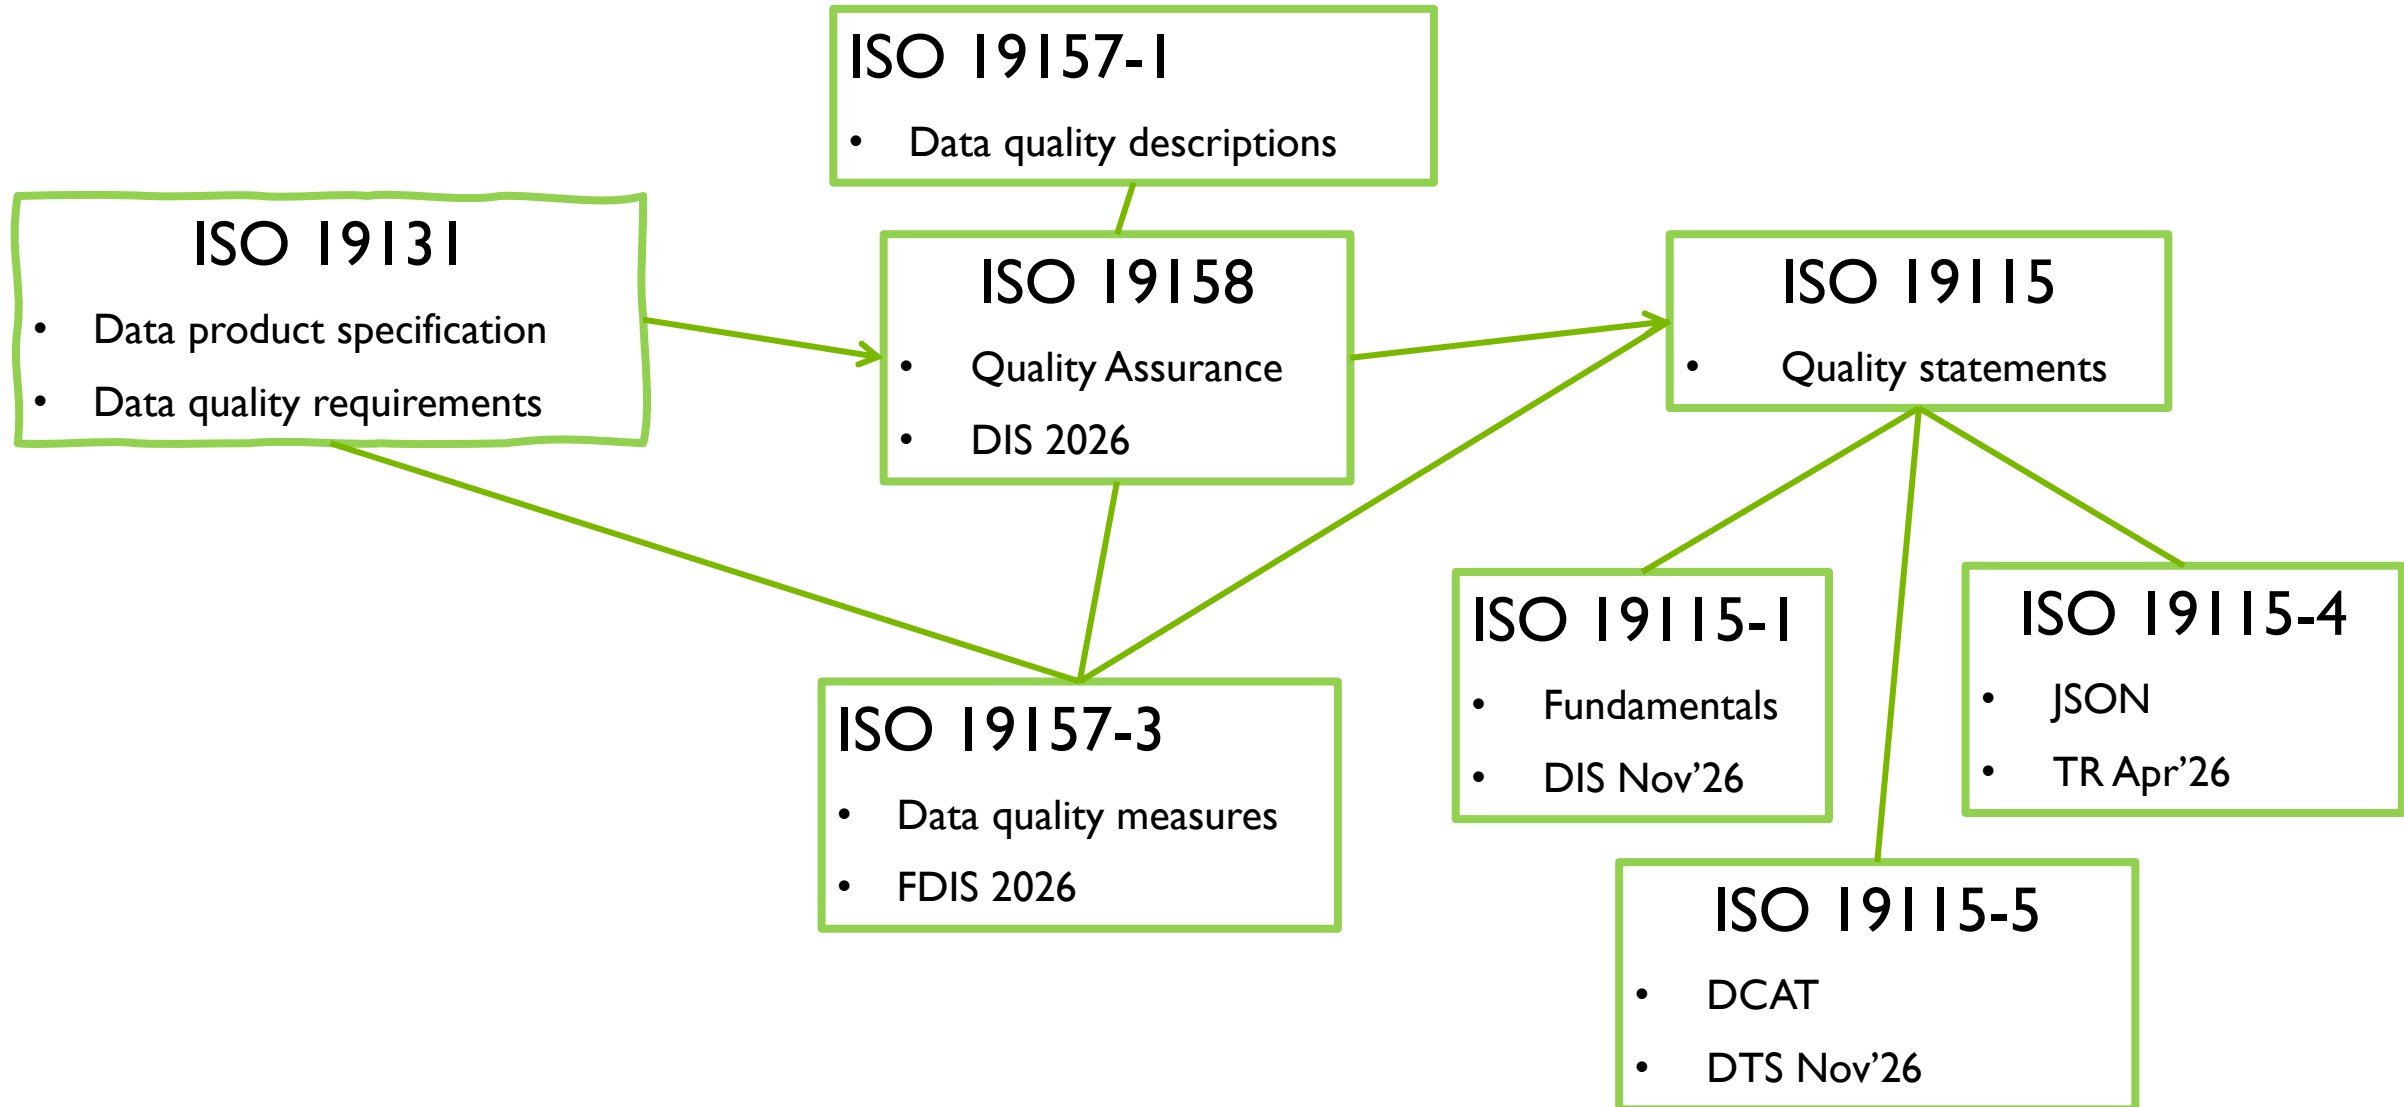 ISO 19157-1
• Data quality descriptions
ISO 19131
• Data product specification
• Data quality requirements
ISO 19158
• Quality Assurance
• DIS 2026
ISO 19115
• Quality statements
ISO 19157-3
• Data quality measures
• FDIS 2026
ISO 19115-1
• Fundamentals
• DIS Nov’26
ISO 19115-4
• JSON
• TR Apr’26
ISO 19115-5
• DCAT
• DTS Nov’26